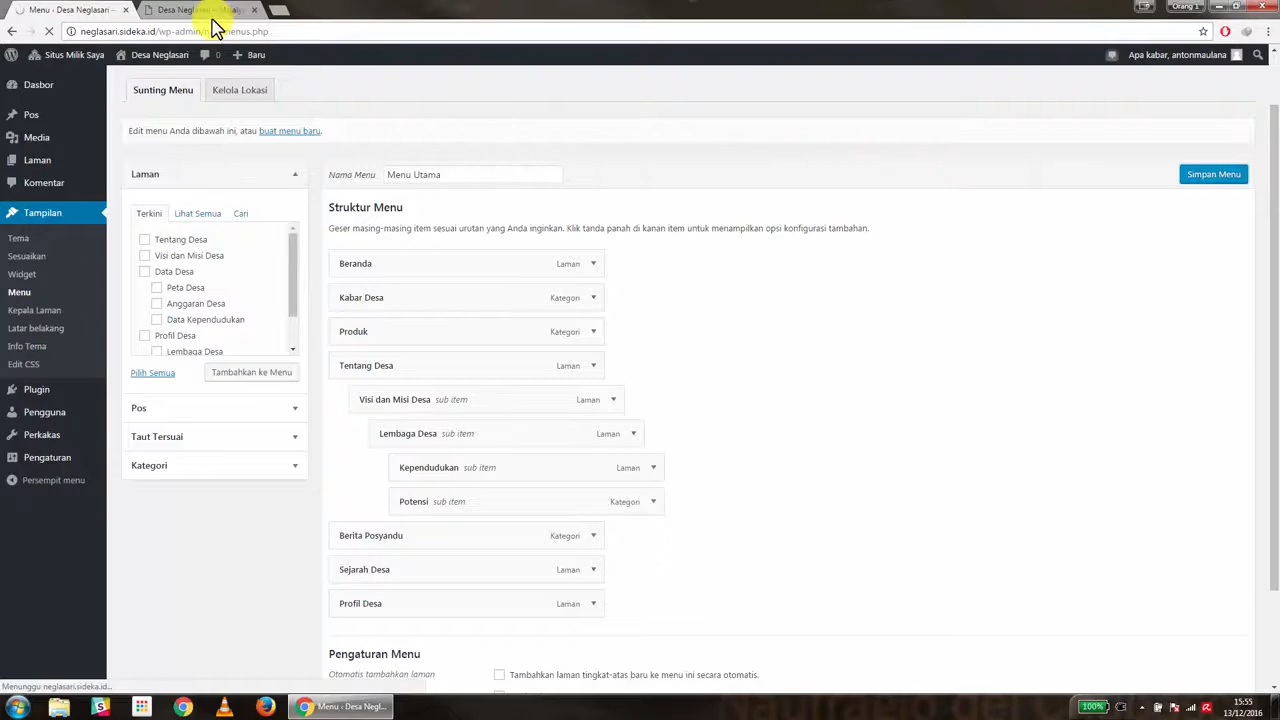 Menu ‹ Desa Neglasari –
Desa Neglasari
Orang 1
neglasari.sideka.id/wp-admin/
menus.php
Situs Milik Saya
Desa Neglasari
0
Baru
Apa kabar, antonmaulana
Dasbor
Pos
Media
Laman
Komentar
Tampilan
Tema
Sesuaikan
Widget
Menu
Kepala Laman
Latar belakang
Info Tema
Edit CSS
Plugin
Pengguna
Perkakas
Pengaturan
Persempit menu
Sunting Menu
Kelola Lokasi
Edit menu Anda dibawah ini, atau buat menu baru.
Laman
Terkini Lihat Semua Cari
Tentang Desa
Visi dan Misi Desa
Data Desa
Peta Desa
Anggaran Desa
Data Kependudukan
Profil Desa
Lembaga Desa
Pilih Semua
Tambahkan ke Menu
Pos
Taut Tersuai
Kategori
Nama Menu Menu Utama
Simpan Menu
Struktur Menu
Geser masing-masing item sesuai urutan yang Anda inginkan. Klik tanda panah di kanan item untuk menampilkan opsi konfigurasi tambahan.
Beranda Laman
Kabar Desa Kategori
Produk Kategori
Tentang Desa Laman
Visi dan Misi Desa sub item Laman
Lembaga Desa sub item Laman
Kependudukan sub item Laman
Potensi sub item Kategori
Berita Posyandu Kategori
Sejarah Desa Laman
Profil Desa Laman
Pengaturan Menu
Otomatis tambahkan laman
Tambahkan laman tingkat-atas baru ke menu ini secara otomatis.
Menunggu neglasari.sideka.id...
Menu ‹ Desa Negl...
100%
15:55
13/12/2016